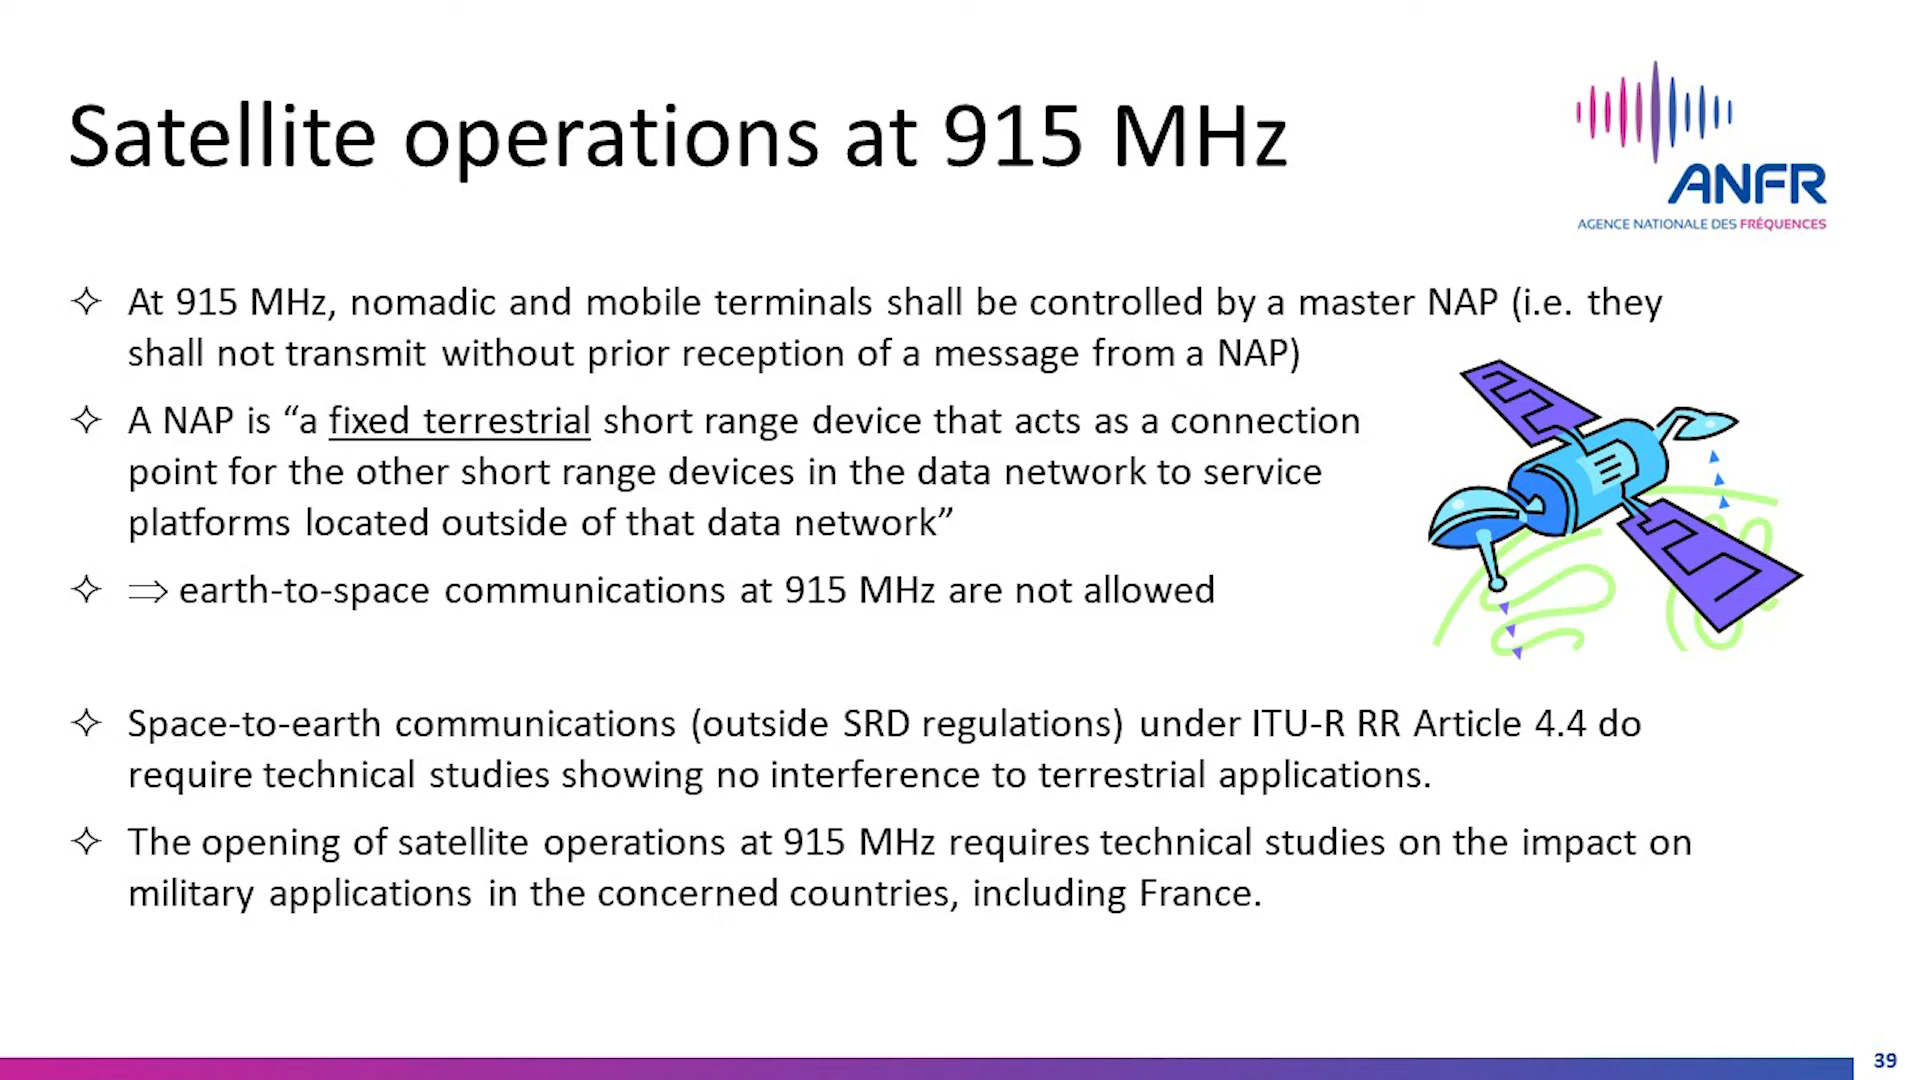 Satellite operations at 915 MHz
ANFR
AGENCE NATIONALE DES FRÉQUENCES
✧ At 915 MHz, nomadic and mobile terminals shall be controlled by a master NAP (i.e. they
shall not transmit without prior reception of a message from a NAP)
✧ A NAP is “a fixed terrestrial short range device that acts as a connection
point for the other short range devices in the data network to service
platforms located outside of that data network”
✧ ⇒ earth-to-space communications at 915 MHz are not allowed
✧ Space-to-earth communications (outside SRD regulations) under ITU-R RR Article 4.4 do
require technical studies showing no interference to terrestrial applications.
✧ The opening of satellite operations at 915 MHz requires technical studies on the impact on
military applications in the concerned countries, including France.
39